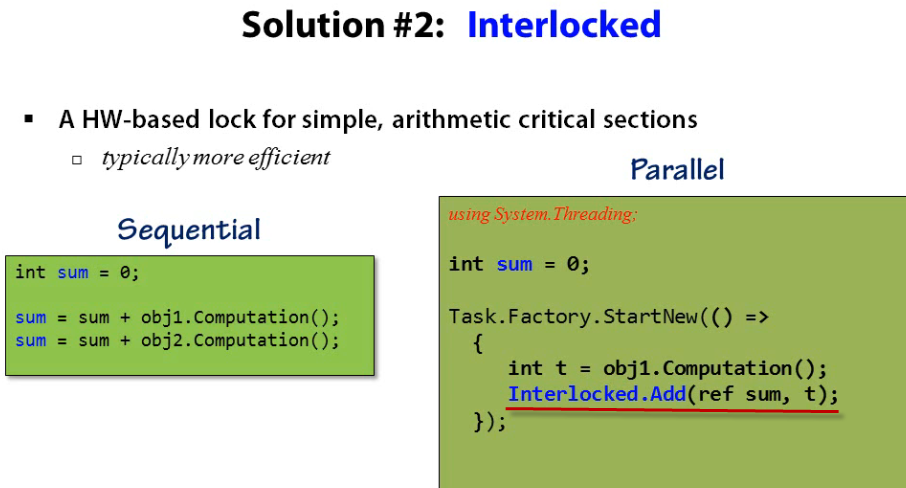 Solution #2: Interlocked
▪ A HW-based lock for simple, arithmetic critical sections
▫ typically more efficient
Sequential
int sum = 0;
sum = sum + obj1.Computation();
sum = sum + obj2.Computation();
Parallel
using System.Threading;
int sum = 0;
Task.Factory.StartNew(() =>
{
int t = obj1.Computation();
Interlocked.Add(ref sum, t);
});